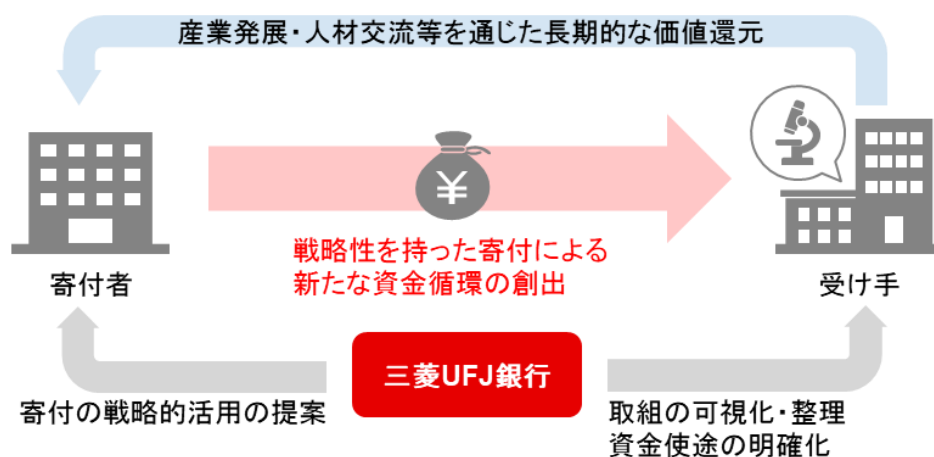 産業発展・人材交流等を通じた長期的な価値還元
¥
戦略性を持った寄付による
新たな資金循環の創出
寄付者
受け手
三菱UFJ銀行
寄付の戦略的活用の提案
取組の可視化・整理
資金使途の明確化